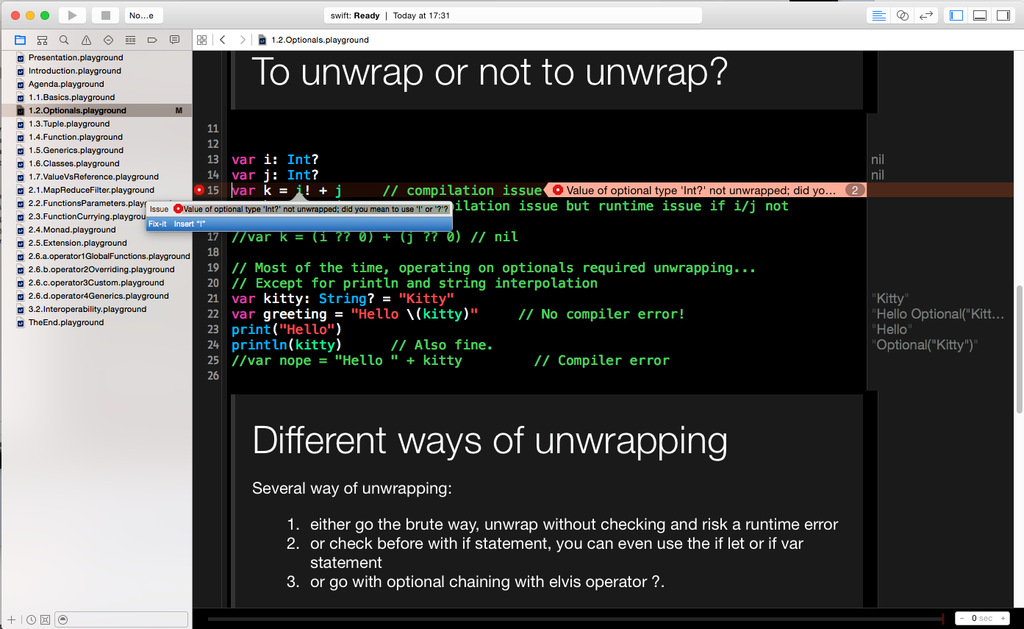 No...e
swift: Ready | Today at 17:31
1.2.Optionals.playground
Presentation.playground
Introduction.playground
Agenda.playground
1.1.Basics.playground
1.2.Optionals.playground M
1.3.Tuple.playground
1.4.Function.playground
1.5.Generics.playground
1.6.Classes.playground
1.7.ValueVsReference.playground
2.1.MapReduceFilter.playground
2.2.FunctionsParameters.playg
2.3.FunctionCurrying.playgrou
2.4.Monad.playground
2.5.Extension.playground
2.6.a.operator1GlobalFunctions.playground
2.6.b.operator2Overriding.playground
2.6.c.operator3Custom.playground
2.6.d.operator4Generics.playground
3.2.Interoperability.playground
TheEnd.playground
To unwrap or not to unwrap?
11
12
13 var i: Int? nil
14 var j: Int? nil
15 var k = i! + j // compilation issue Value of optional type 'Int?' not unwrapped; did yo... 2
Issue Value of optional type 'Int?' not unwrapped; did you mean to use '!' or '?'?
ilation issue but runtime issue if i/j not
Fix-it Insert "!"
17 //var k = (i ?? 0) + (j ?? 0) // nil
18
19 // Most of the time, operating on optionals required unwrapping...
20 // Except for println and string interpolation
21 var kitty: String? = "Kitty" "Kitty"
22 var greeting = "Hello \(kitty)" // No compiler error! "Hello Optional("Kitt...
23 print("Hello") "Hello"
24 println(kitty) // Also fine. "Optional("Kitty")"
25 //var nope = "Hello " + kitty // Compiler error
26
Different ways of unwrapping
Several way of unwrapping:
1. either go the brute way, unwrap without checking and risk a runtime error
2. or check before with if statement, you can even use the if let or if var
statement
3. or go with optional chaining with elvis operator ?.
- 0 sec +